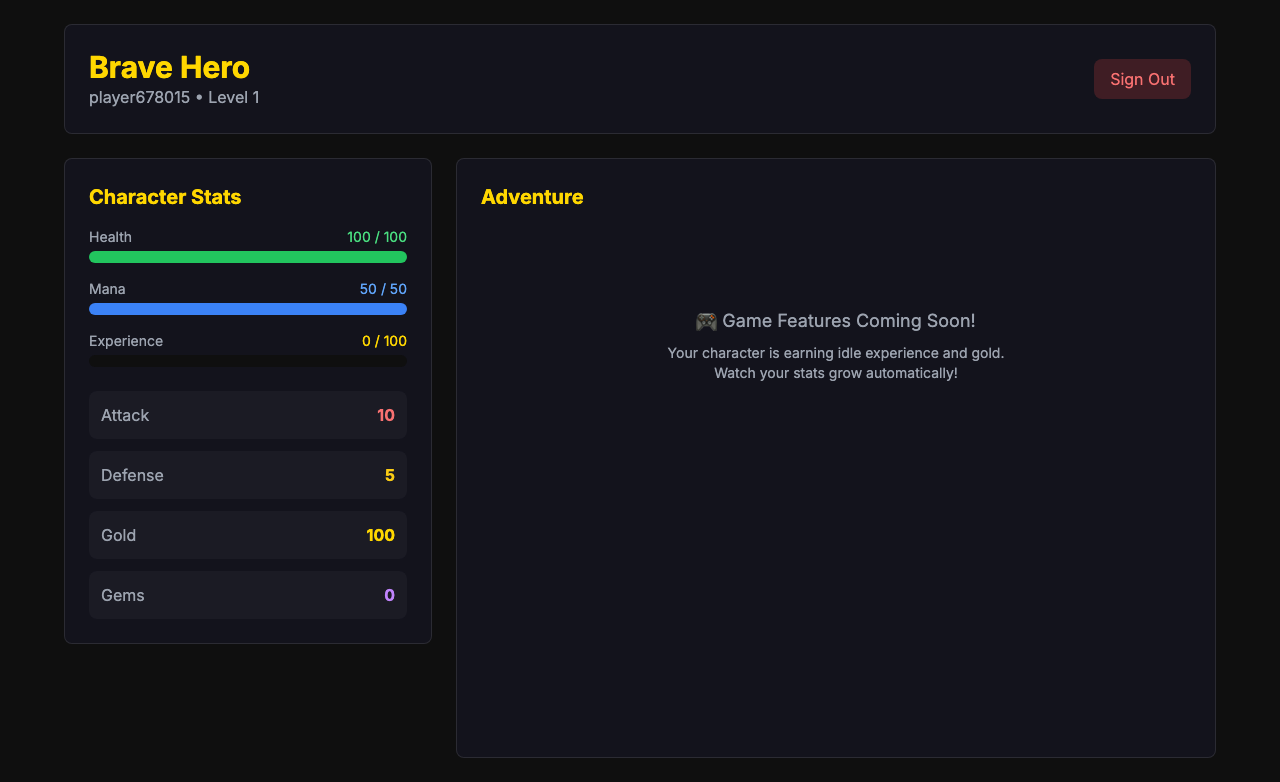 Brave Hero
player678015 • Level 1
Sign Out
Character Stats
Health 100 / 100
Mana 50 / 50
Experience 0 / 100
Attack 10
Defense 5
Gold 100
Gems 0
Adventure
🎮 Game Features Coming Soon!
Your character is earning idle experience and gold.
Watch your stats grow automatically!